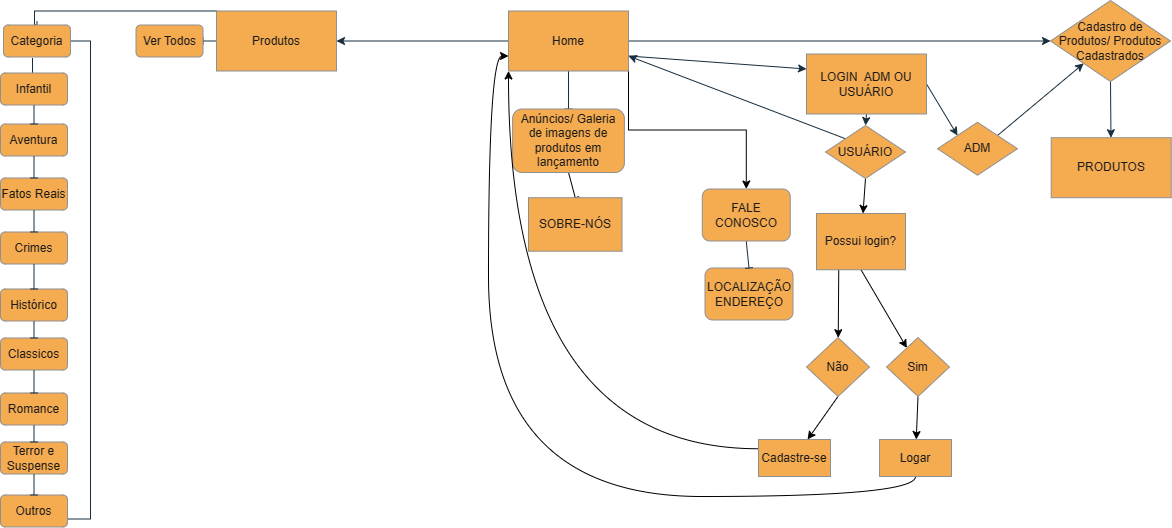 Categoria
Ver Todos
Produtos
Home
Cadastro de
Produtos/ Produtos
Cadastrados
Infantil
Aventura
Fatos Reais
Crimes
Histórico
Classicos
Romance
Terror e
Suspense
Outros
Anúncios/ Galeria
de imagens de
produtos em
lançamento
SOBRE-NÓS
FALE
CONOSCO
LOCALIZAÇÃO
ENDEREÇO
LOGIN ADM OU
USUÁRIO
USUÁRIO
ADM
PRODUTOS
Possui login?
Não
Sim
Cadastre-se
Logar